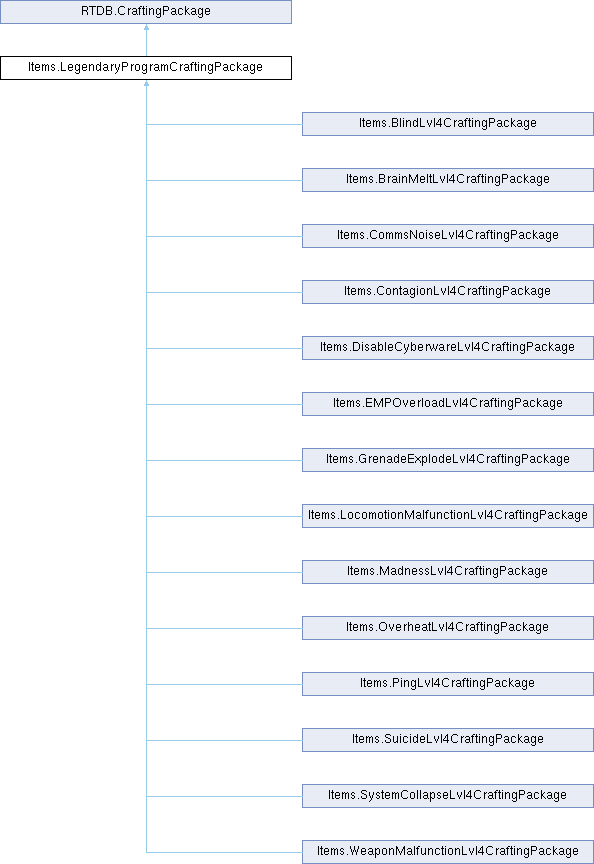 RTDB.CraftingPackage
Items.LegendaryProgramCraftingPackage
Items.BlindLvl4CraftingPackage
Items.BrainMeltLvl4CraftingPackage
Items.CommsNoiseLvl4CraftingPackage
Items.ContagionLvl4CraftingPackage
Items.DisableCyberwareLvl4CraftingPackage
Items.EMPOverloadLvl4CraftingPackage
Items.GrenadeExplodeLvl4CraftingPackage
Items.LocomotionMalfunctionLvl4CraftingPackage
Items.MadnessLvl4CraftingPackage
Items.OverheatLvl4CraftingPackage
Items.PingLvl4CraftingPackage
Items.SuicideLvl4CraftingPackage
Items.SystemCollapseLvl4CraftingPackage
Items.WeaponMalfunctionLvl4CraftingPackage